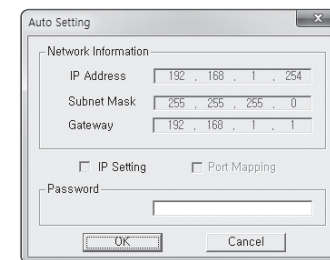 Auto Setting
x
Network Information
IP Address 192 . 168 . 1 . 254
Subnet Mask 255 . 255 . 255 . 0
Gateway 192 . 168 . 1 . 1
IP Setting Port Mapping
Password
OK Cancel